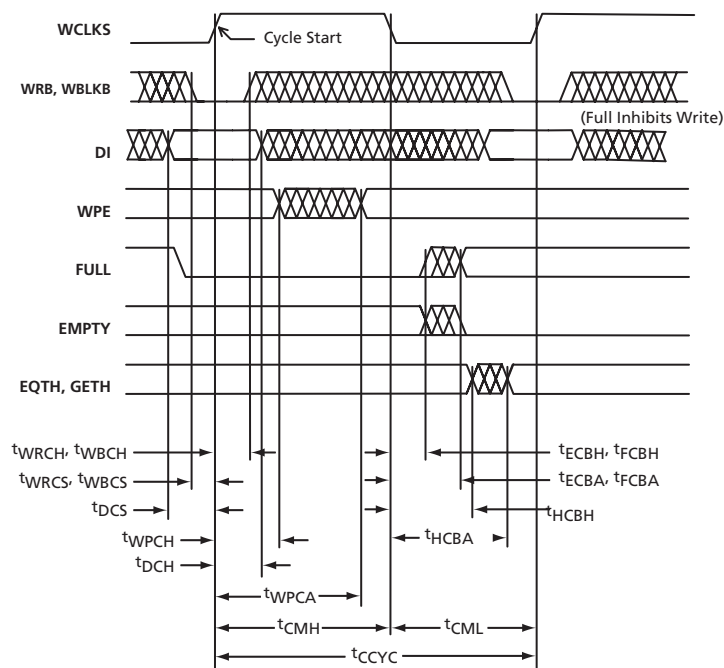 WCLKS
Cycle Start
WRB, WBLKB
(Full Inhibits Write)
DI
WPE
FULL
EMPTY
EQTH, GETH
tWRCH, tWBCH
tECBH, tFCBH
tWRCS, tWBCS
tECBA, tFCBA
tDCS
tHCBH
tWPCH
tHCBA
tDCH
tWPCA
tCMH
tCML
tCCYC